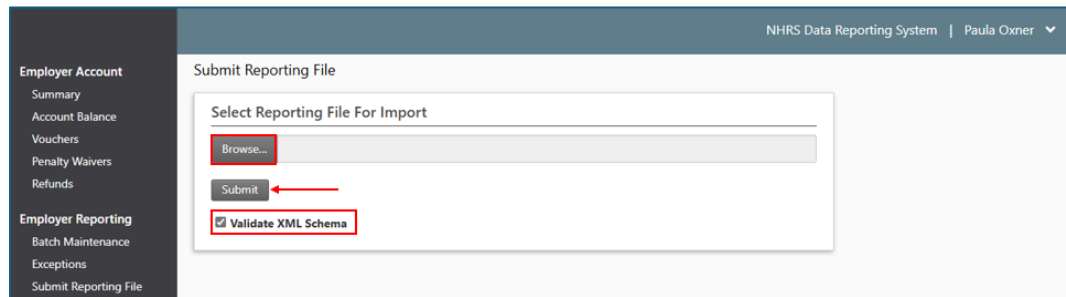 NHRS Data Reporting System | Paula Oxner
Employer Account
Summary
Account Balance
Vouchers
Penalty Waivers
Refunds
Employer Reporting
Batch Maintenance
Exceptions
Submit Reporting File
Submit Reporting File
Select Reporting File For Import
Browse...
Submit
Validate XML Schema